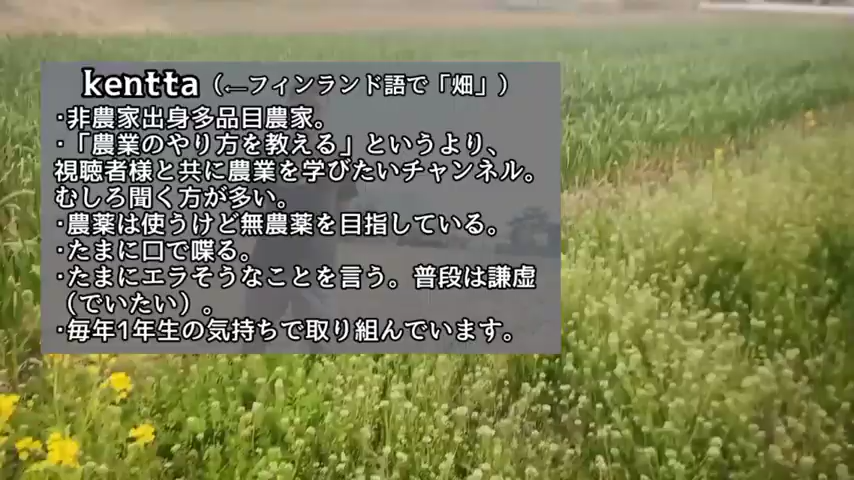 kentta（←フィンランド語で「畑」）
･非農家出身多品目農家。
･「農業のやり方を教える」というより、
視聴者様と共に農業を学びたいチャンネル。
むしろ聞く方が多い。
･農薬は使うけど無農薬を目指している。
･たまに口で喋る。
･たまにエラそうなことを言う。普段は謙虚
（でいたい）。
･毎年1年生の気持ちで取り組んでいます。